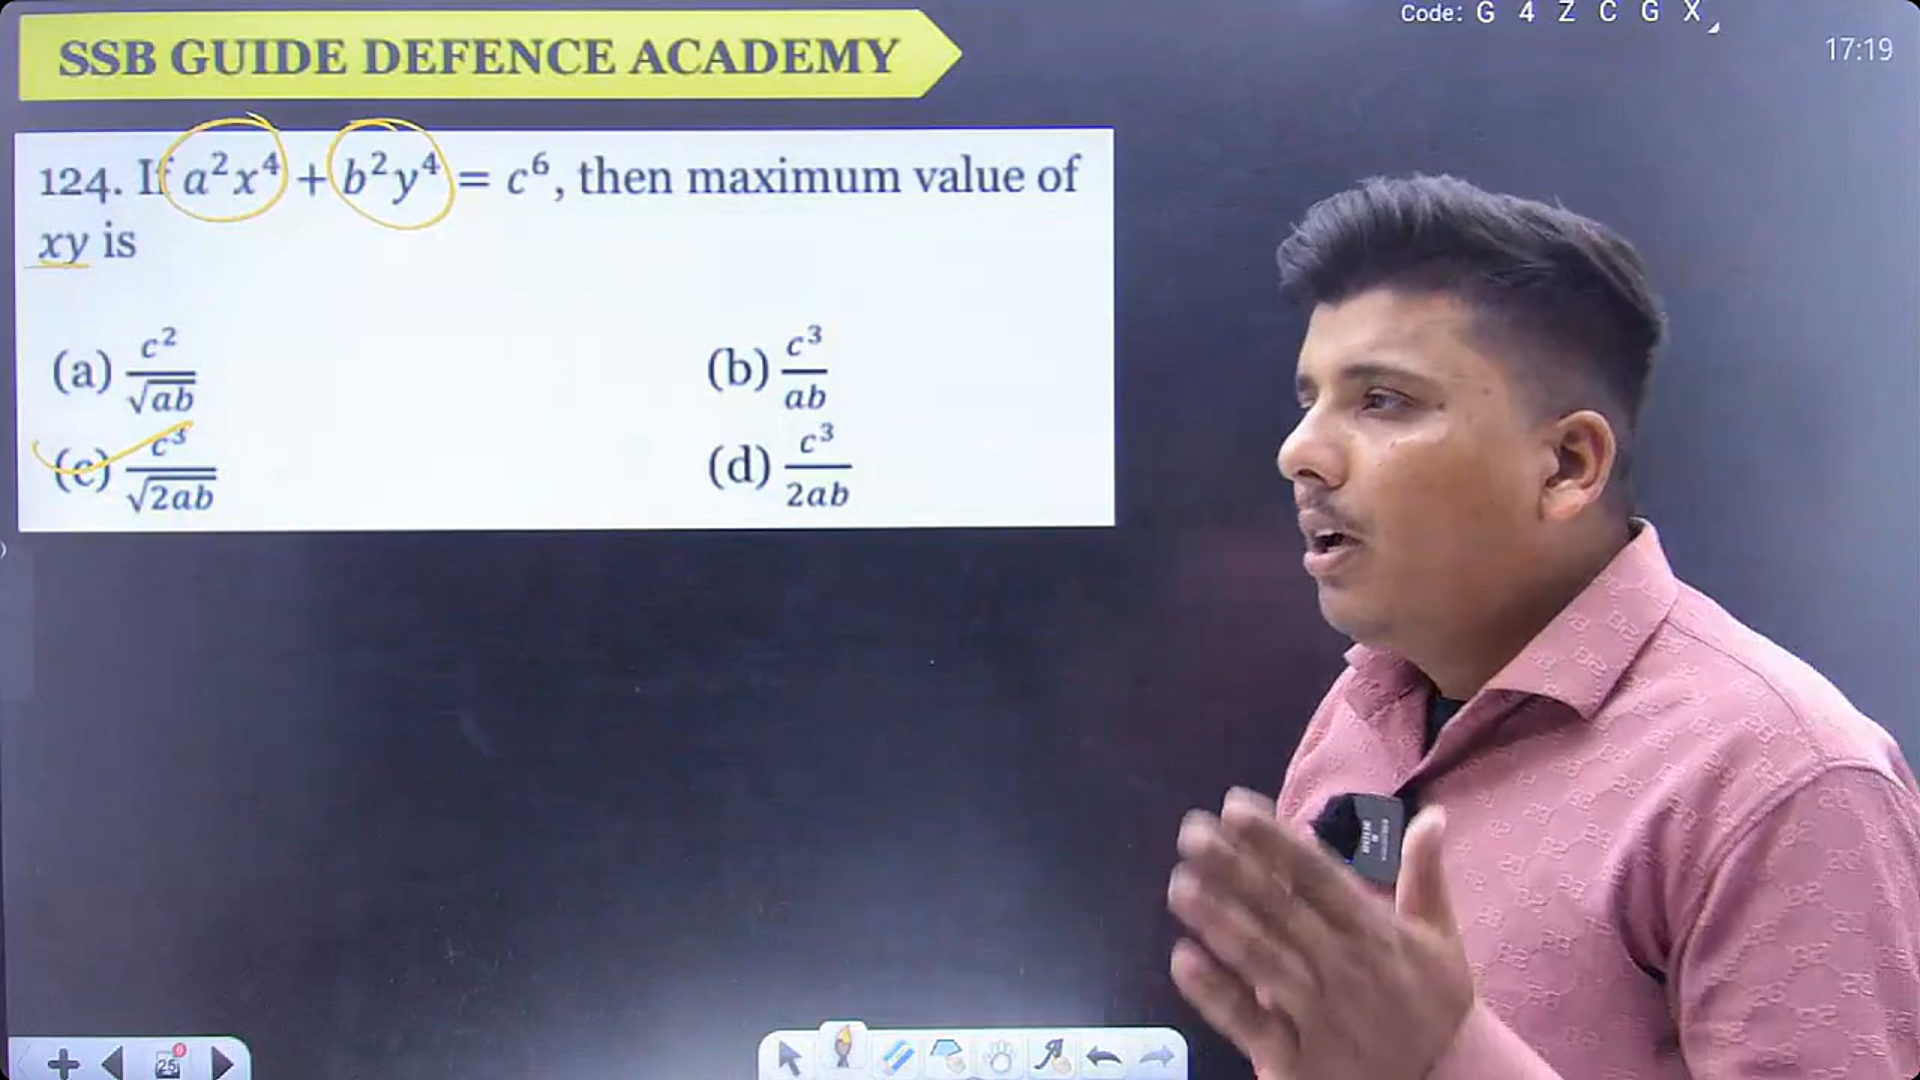 Code: G 4 Z C G X
17:19
SSB GUIDE DEFENCE ACADEMY
124. If a²x⁴ + b²y⁴ = c⁶, then maximum value of
xy is
(a) c²/√ab
(b) c³/ab
(c) c³/√2ab
(d) c³/2ab
25